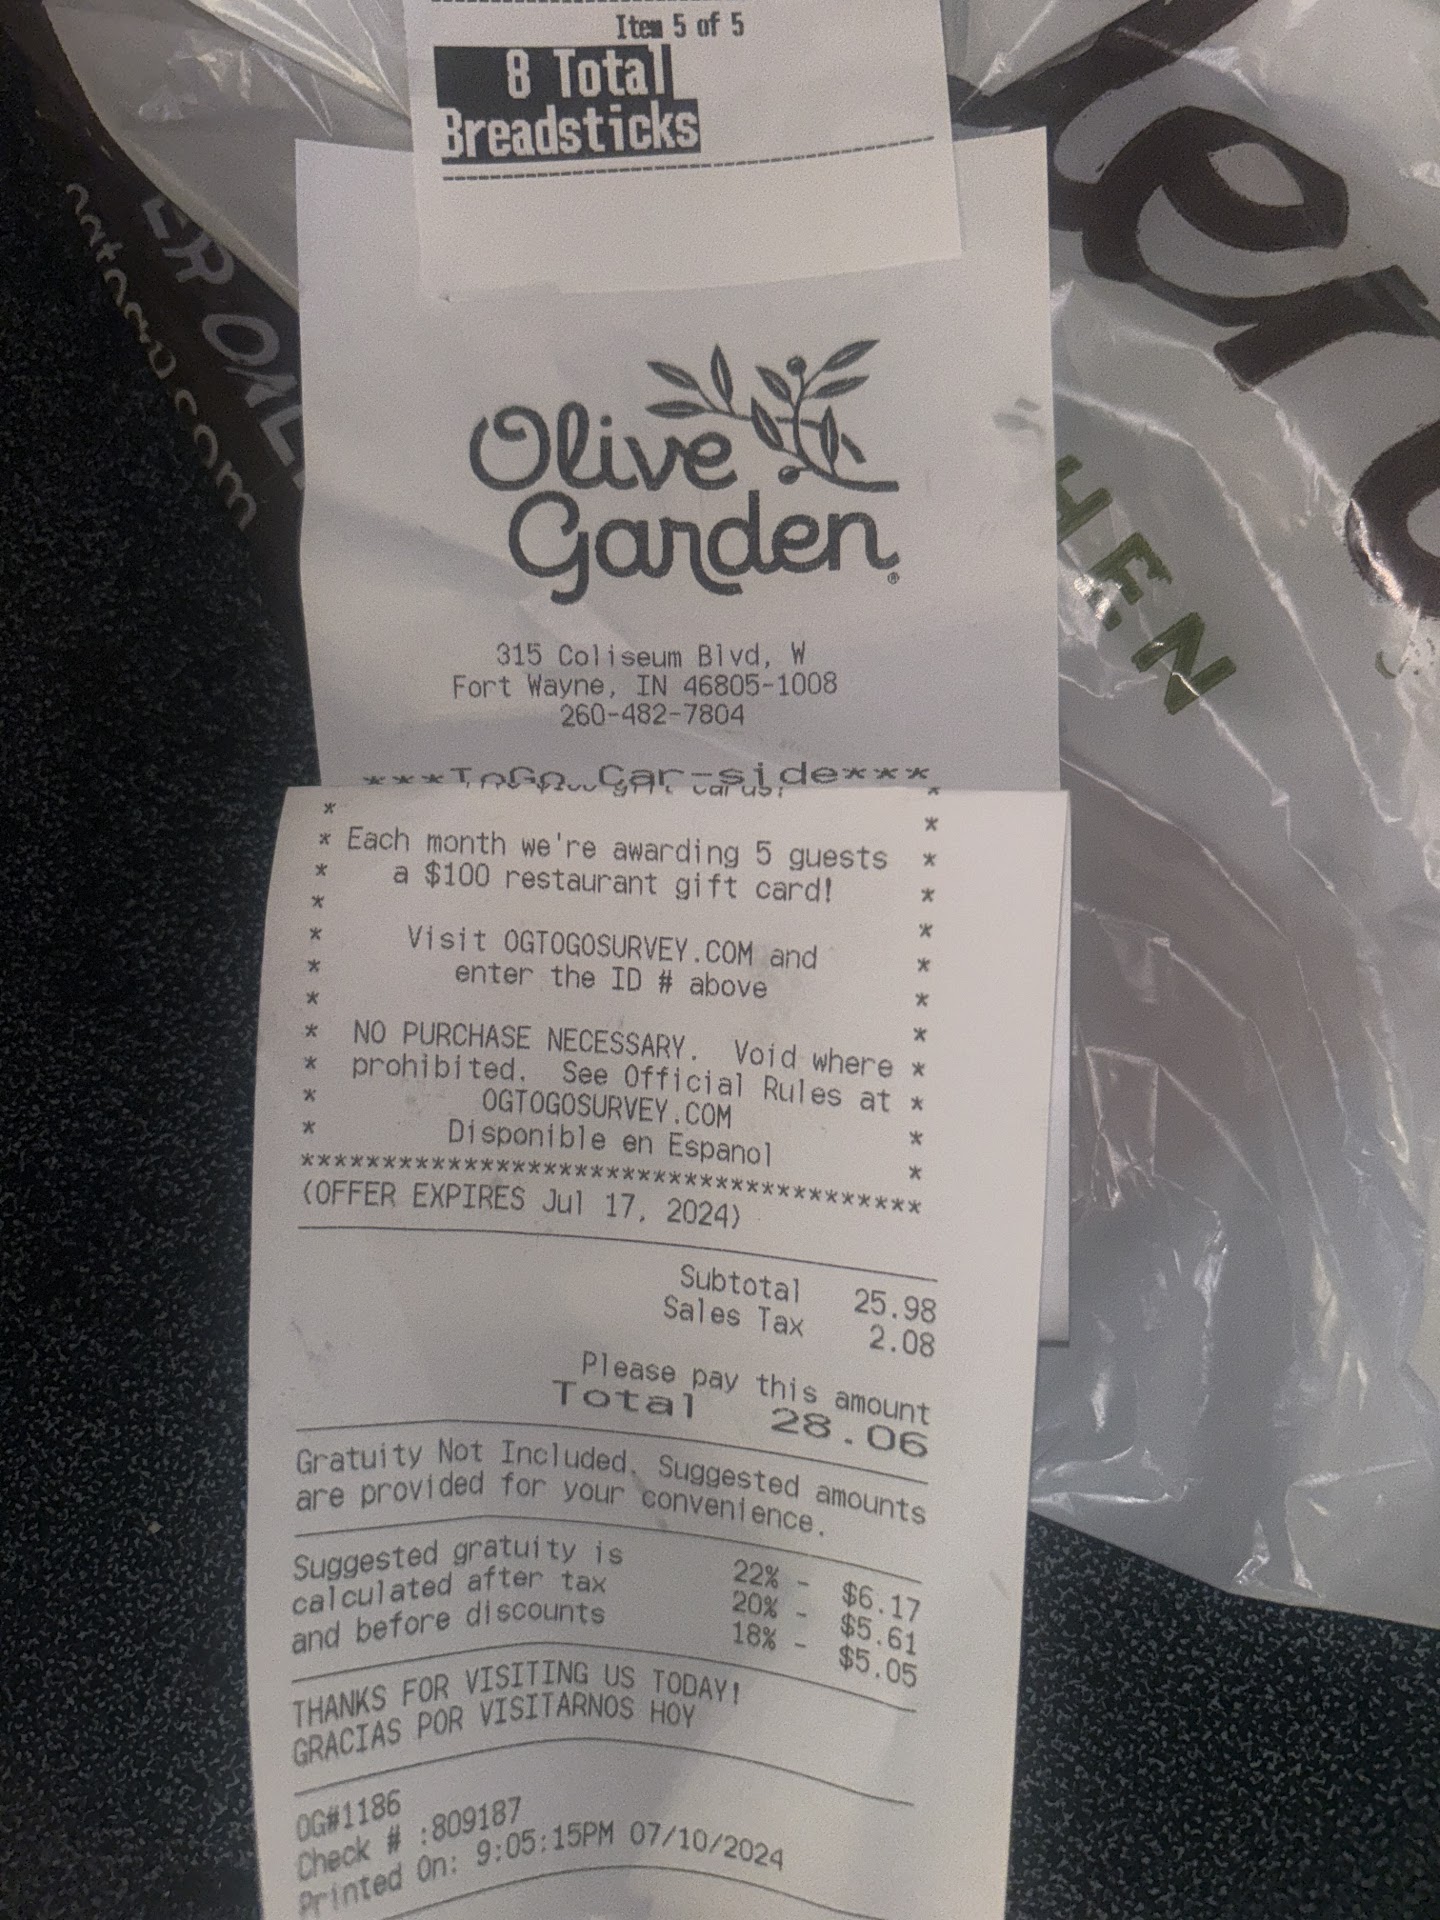 Item 5 of 5
8 Total
Breadsticks
Olive
Garden®
315 Coliseum Blvd, W
Fort Wayne, IN 46805-1008
260-482-7804
***ToGo Car-side***
* Each month we're awarding 5 guests *
* a $100 restaurant gift card! *
* Visit OGTOGOSURVEY.COM and *
* enter the ID # above *
* NO PURCHASE NECESSARY. Void where *
* prohibited. See Official Rules at *
* OGTOGOSURVEY.COM *
* Disponible en Espanol *
***************************************
(OFFER EXPIRES Jul 17, 2024)
Subtotal 25.98
Sales Tax 2.08
Please pay this amount
Total 28.06
Gratuity Not Included. Suggested amounts
are provided for your convenience.
Suggested gratuity is 22% - $6.17
calculated after tax 20% - $5.61
and before discounts 18% - $5.05
THANKS FOR VISITING US TODAY!
GRACIAS POR VISITARNOS HOY
OG#1186
Check # :809187
Printed On: 9:05:15PM 07/10/2024
HEN